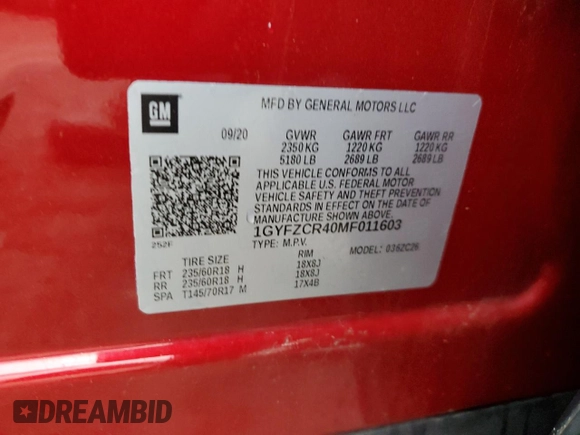 GM
MFD BY GENERAL MOTORS LLC
09/20 GVWR GAWR FRT GAWR RR
2350 KG 1220 KG 1220 KG
5180 LB 2689 LB 2689 LB
THIS VEHICLE CONFORMS TO ALL
APPLICABLE U.S. FEDERAL MOTOR
VEHICLE SAFETY AND THEFT PREVENTION
STANDARDS IN EFFECT ON THE DATE OF
MANUFACTURE SHOWN ABOVE.
1GYFZCR40MF011603
252F
TYPE: M.P.V. MODEL: 036ZC26
TIRE SIZE RIM
FRT 235/60R18 H 18X8J
RR 235/60R18 H 18X8J
SPA T145/70R17 M 17X4B
DREAMBID